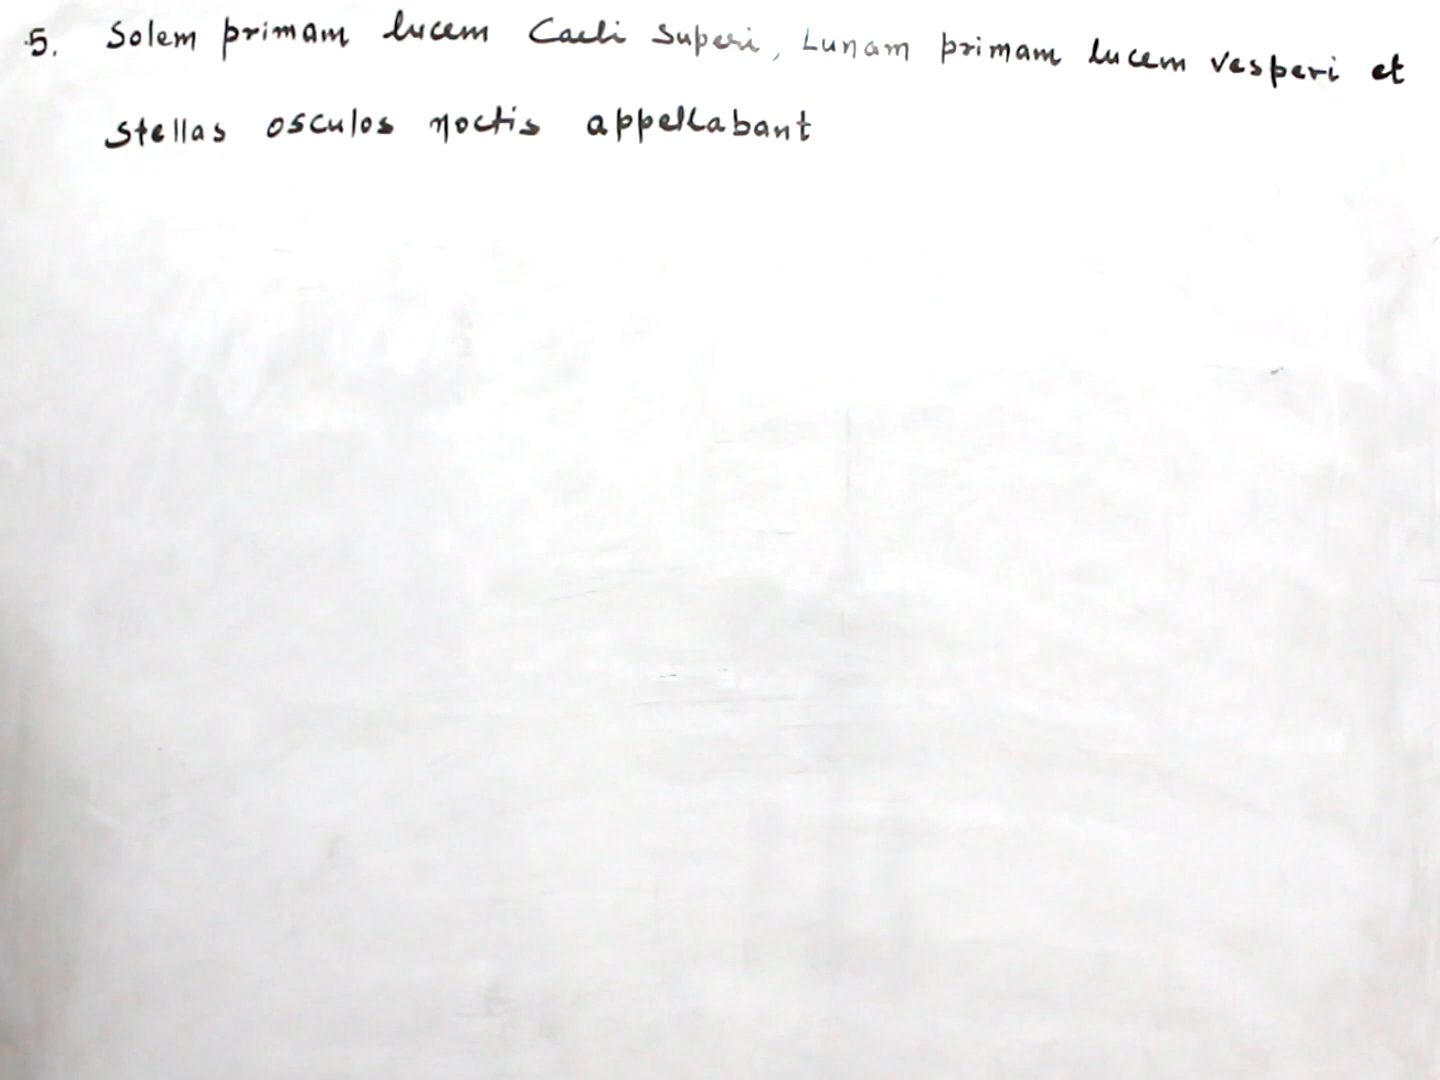 5. Solem primam lucem Caeli Superi, Lunam primam lucem vesperi et
stellas osculos noctis appellabant